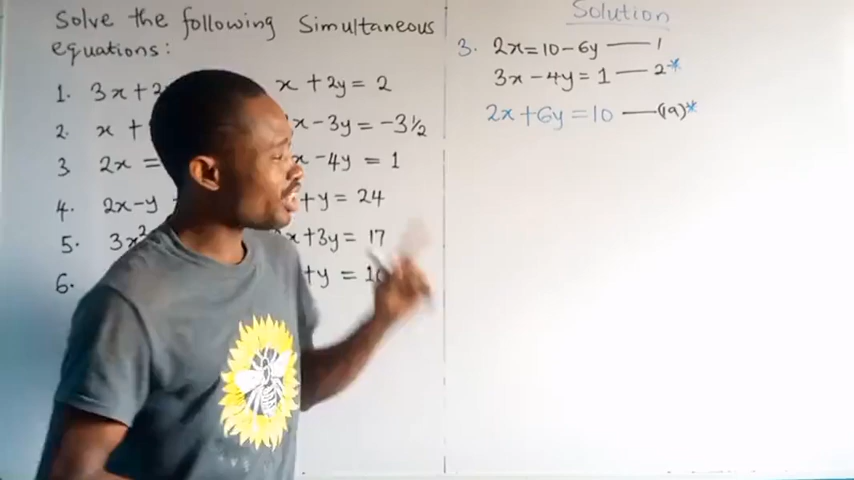 Solve the following Simultaneous
equations:
1. 3x + 2 x + 2y = 2
2. x + x - 3y = -3½
3 2x = x - 4y = 1
4. 2x - y + y = 24
5. 3x² x + 3y = 17
6. + y = 10
Solution
3. 2x = 10 - 6y —— 1
3x - 4y = 1 —— 2*
2x + 6y = 10 —— (1a)*